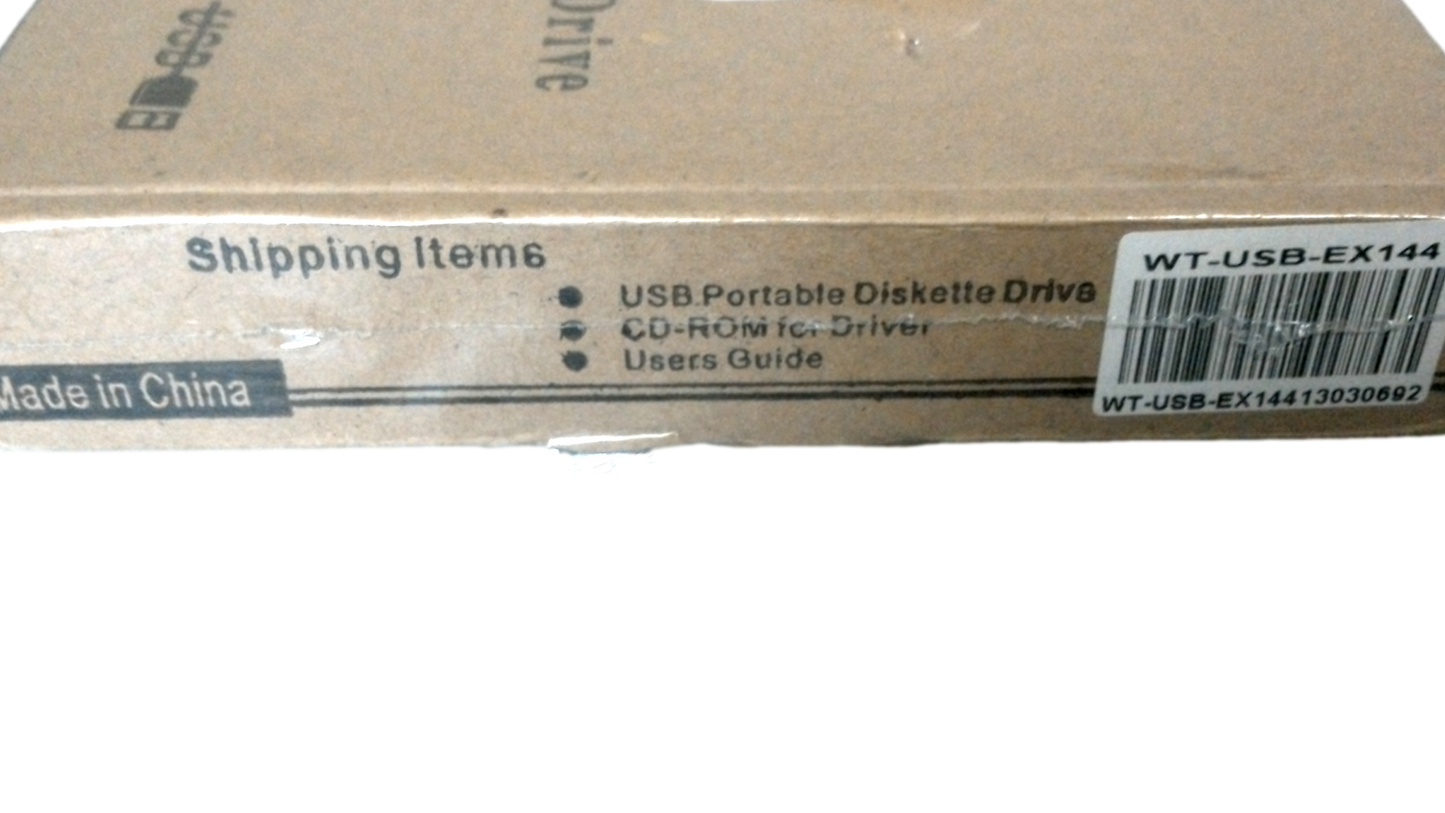 USB
Drive
Shipping Items
USB Portable Diskette Drive
CD-ROM for Driver
Users Guide
Made in China
WT-USB-EX144
WT-USB-EX14413030692